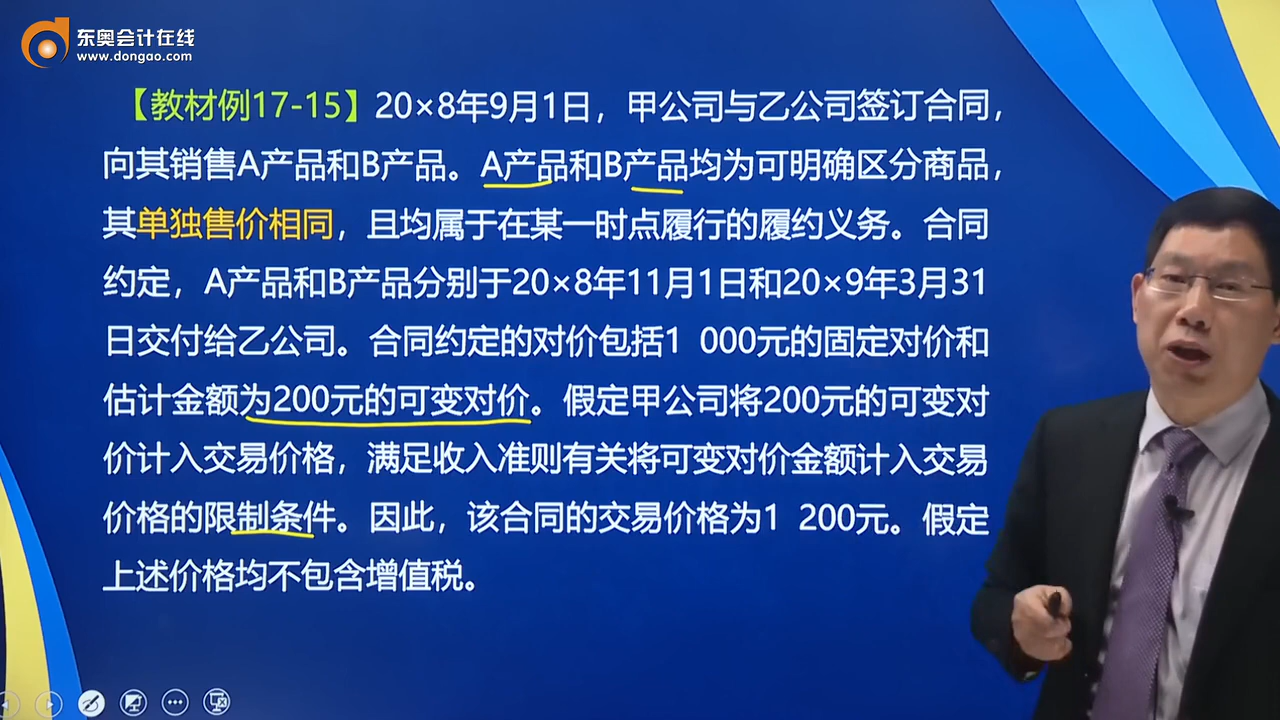 东奥会计在线
www.dongao.com
【教材例17-15】20×8年9月1日，甲公司与乙公司签订合同，
向其销售A产品和B产品。A产品和B产品均为可明确区分商品，
其单独售价相同，且均属于在某一时点履行的履约义务。合同
约定，A产品和B产品分别于20×8年11月1日和20×9年3月31
日交付给乙公司。合同约定的对价包括1 000元的固定对价和
估计金额为200元的可变对价。假定甲公司将200元的可变对
价计入交易价格，满足收入准则有关将可变对价金额计入交易
价格的限制条件。因此，该合同的交易价格为1 200元。假定
上述价格均不包含增值税。